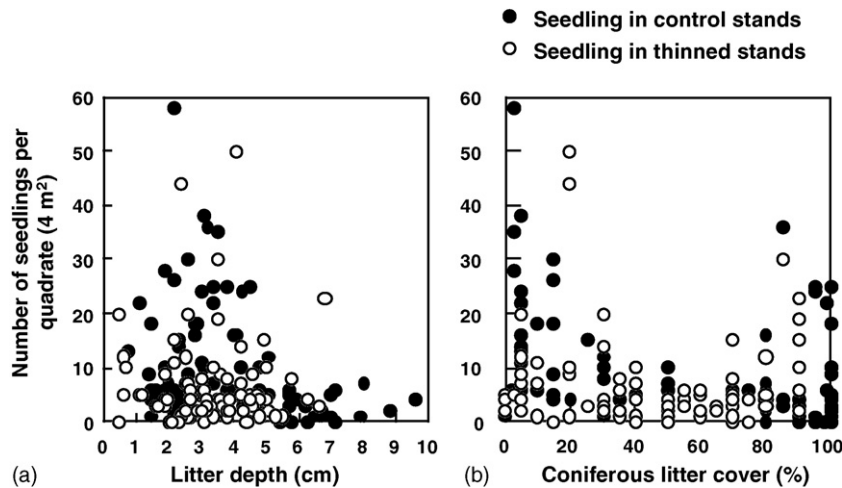 Seedling in control stands
Seedling in thinned stands
Number of seedlings per
quadrate (4 m²)
60
50
40
30
20
10
0
0 1 2 3 4 5 6 7 8 9 10
(a)
Litter depth (cm)
60
50
40
30
20
10
0
0 20 40 60 80 100
(b)
Coniferous litter cover (%)